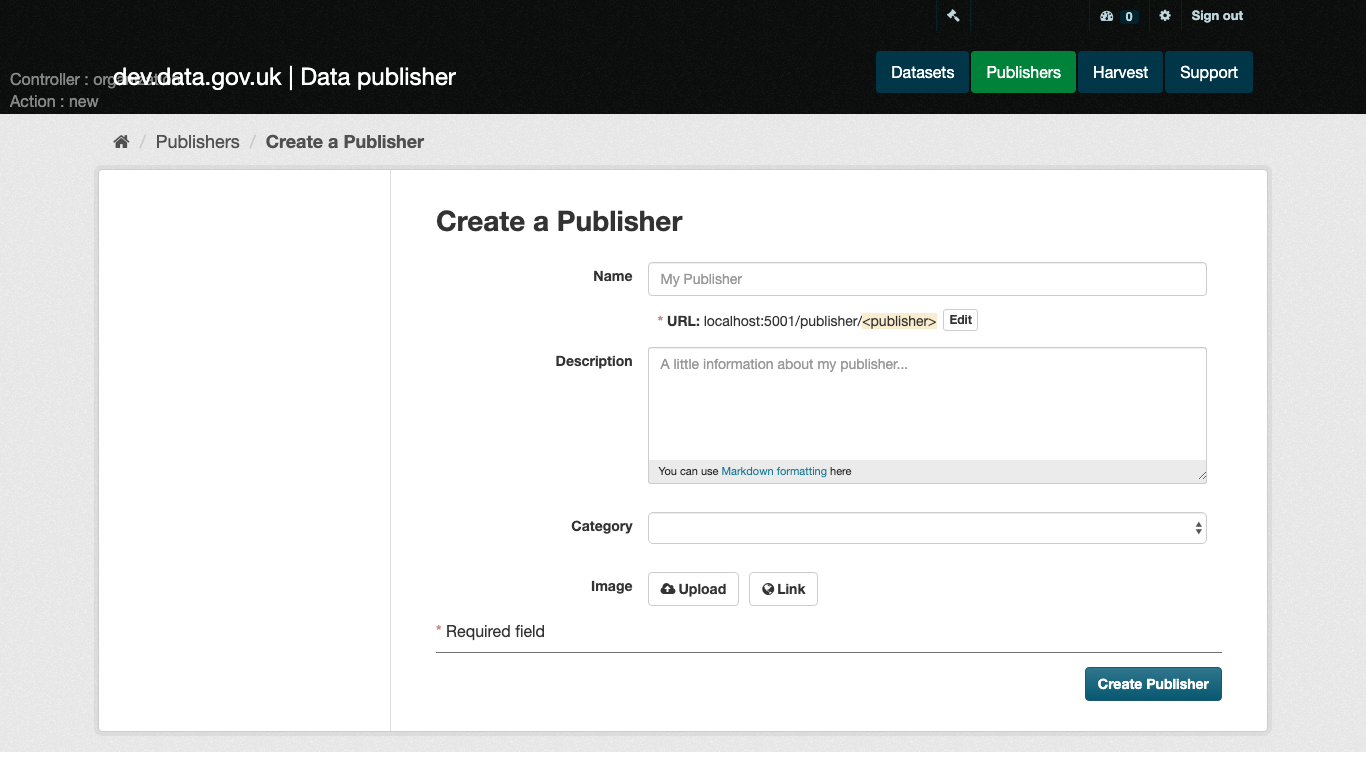 0 Sign out
Controller : organization
dev.data.gov.uk | Data publisher
Datasets Publishers Harvest Support
Action : new
/ Publishers / Create a Publisher
Create a Publisher
Name My Publisher
* URL: localhost:5001/publisher/<publisher> Edit
Description A little information about my publisher...
You can use Markdown formatting here
Category
Image Upload Link
* Required field
Create Publisher